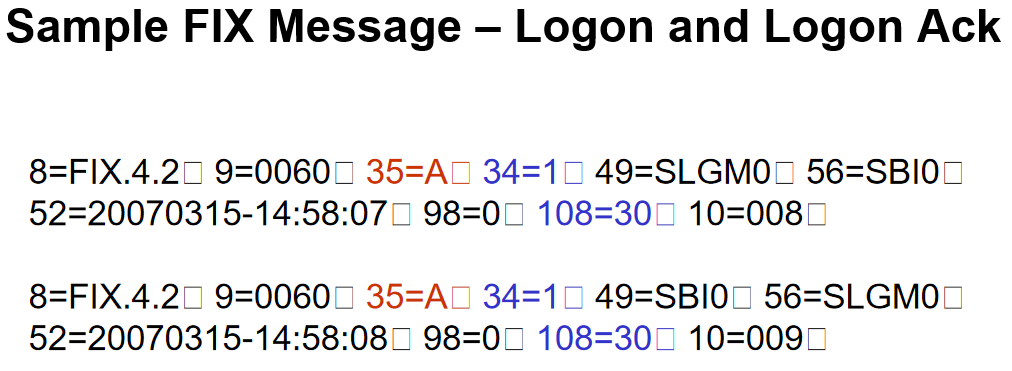 Sample FIX Message – Logon and Logon Ack
8=FIX.4.2□ 9=0060□ 35=A□ 34=1□ 49=SLGM0□ 56=SBI0□
52=20070315-14:58:07□ 98=0□ 108=30□ 10=008□
8=FIX.4.2□ 9=0060□ 35=A□ 34=1□ 49=SBI0□ 56=SLGM0□
52=20070315-14:58:08□ 98=0□ 108=30□ 10=009□